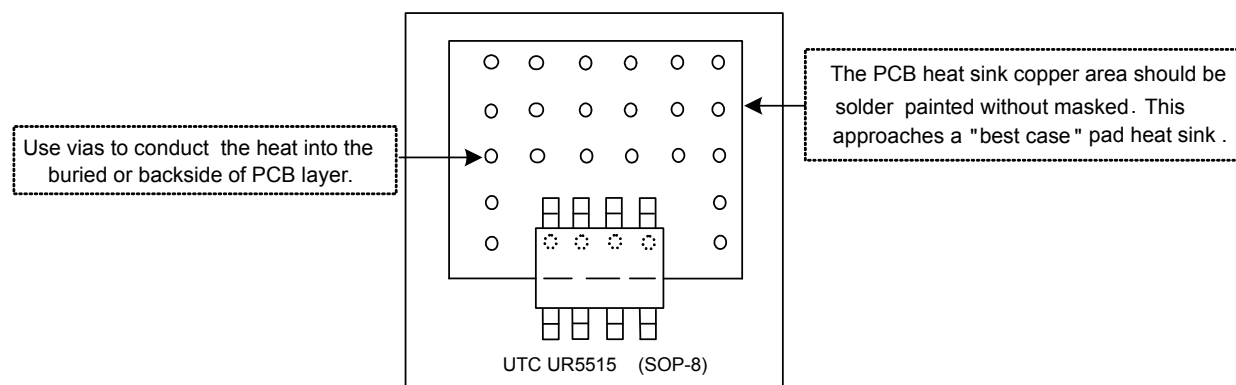 Use vias to conduct the heat into the
buried or backside of PCB layer.
The PCB heat sink copper area should be
solder painted without masked. This
approaches a "best case" pad heat sink.
UTC UR5515 (SOP-8)